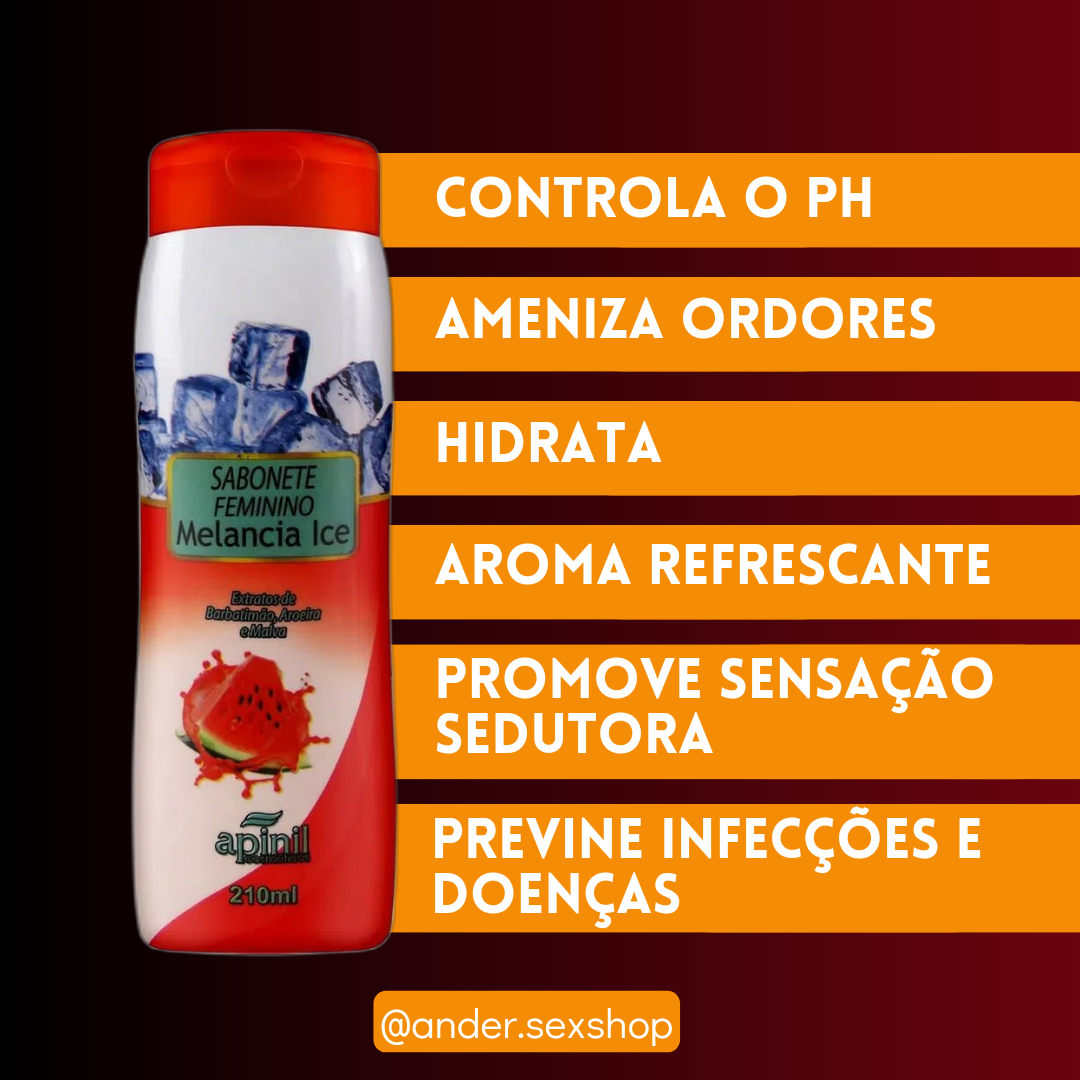 CONTROLA O PH
AMENIZA ORDORES
HIDRATA
AROMA REFRESCANTE
PROMOVE SENSAÇÃO
SEDUTORA
PREVINE INFECÇÕES E
DOENÇAS
SABONETE
FEMININO
Melancia Ice
Extratos de
Barbatimão, Aroeira
e Malva
apinil
210ml
@ander.sexshop